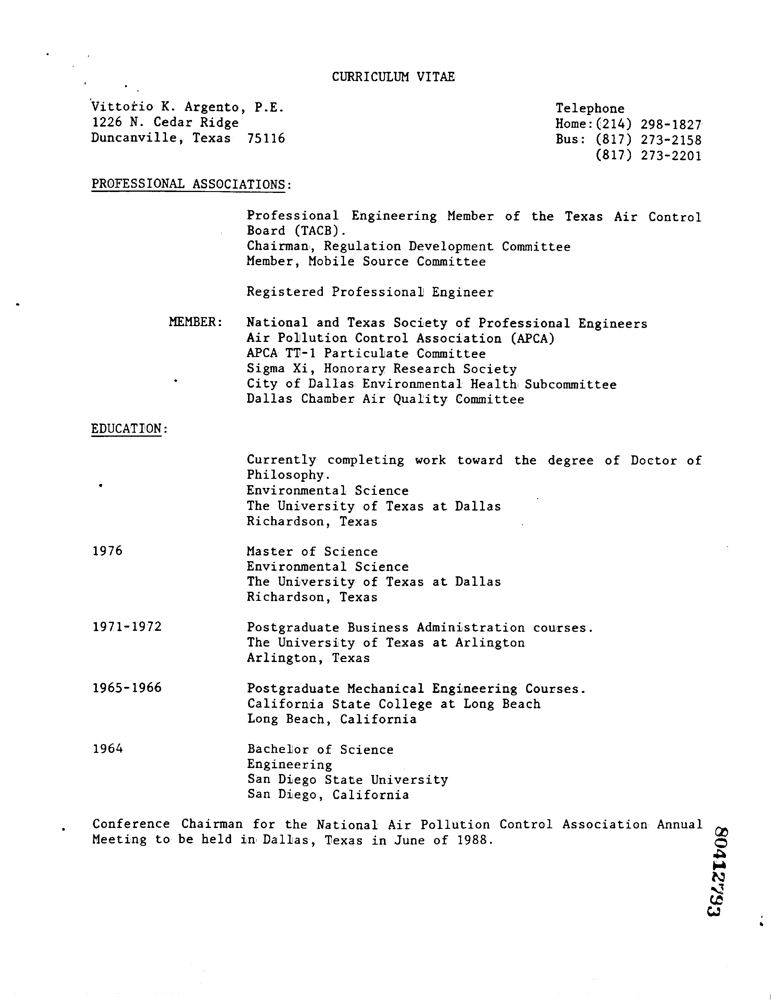 CURRICULUM VITAE
Vittorio K. Argento, P.E.
1226 N. Cedar Ridge
Duncanville, Texas 75116
Telephone
Home:(214) 298-1827
Bus: (817) 273-2158
(817) 273-2201
PROFESSIONAL ASSOCIATIONS:
Professional Engineering Member of the Texas Air Control
Board (TACB).
Chairman, Regulation Development Committee
Member, Mobile Source Committee
Registered Professional Engineer
MEMBER: National and Texas Society of Professional Engineers
Air Pollution Control Association (APCA)
APCA TT-1 Particulate Committee
Sigma Xi, Honorary Research Society
City of Dallas Environmental Health Subcommittee
Dallas Chamber Air Quality Committee
EDUCATION:
Currently completing work toward the degree of Doctor of
Philosophy.
Environmental Science
The University of Texas at Dallas
Richardson, Texas
1976 Master of Science
Environmental Science
The University of Texas at Dallas
Richardson, Texas
1971-1972 Postgraduate Business Administration courses.
The University of Texas at Arlington
Arlington, Texas
1965-1966 Postgraduate Mechanical Engineering Courses.
California State College at Long Beach
Long Beach, California
1964 Bachelor of Science
Engineering
San Diego State University
San Diego, California
Conference Chairman for the National Air Pollution Control Association Annual
Meeting to be held in Dallas, Texas in June of 1988.
80412793